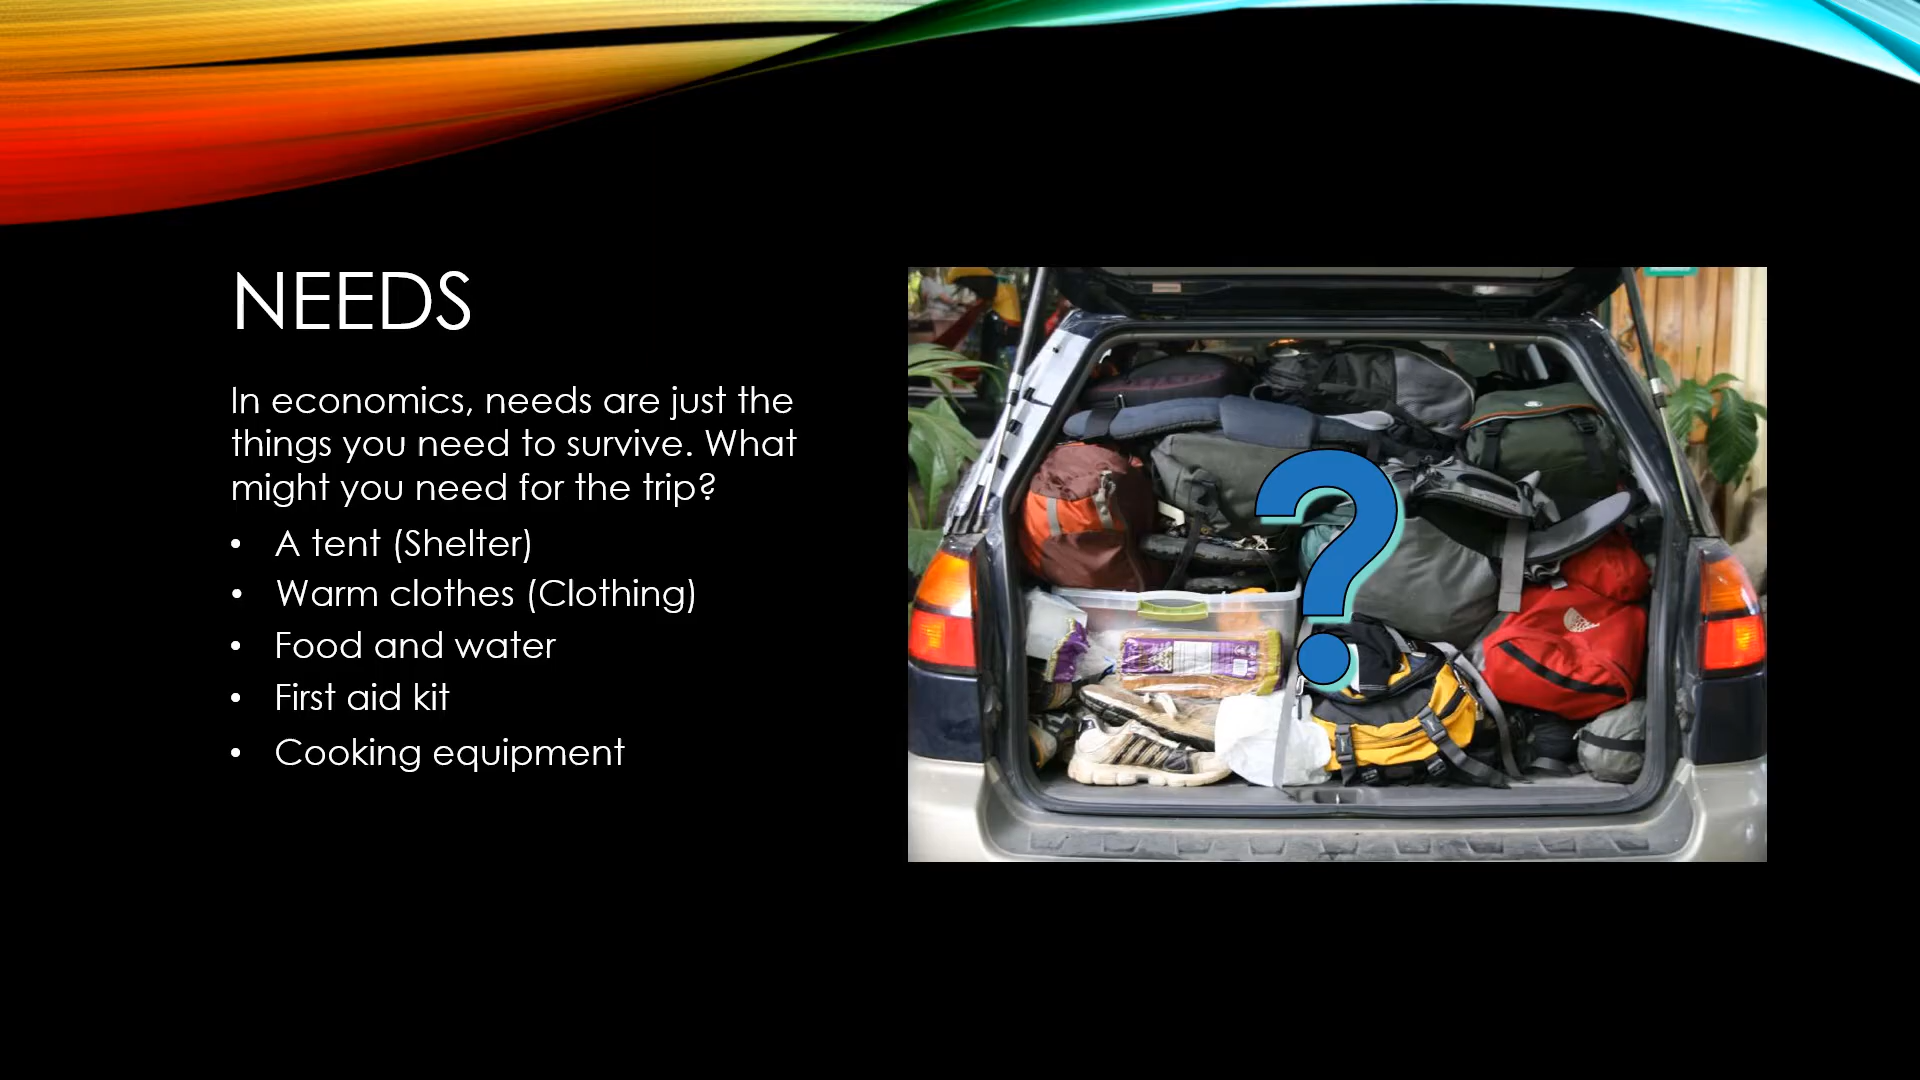 NEEDS
In economics, needs are just the
things you need to survive. What
might you need for the trip?
• A tent (Shelter)
• Warm clothes (Clothing)
• Food and water
• First aid kit
• Cooking equipment
?